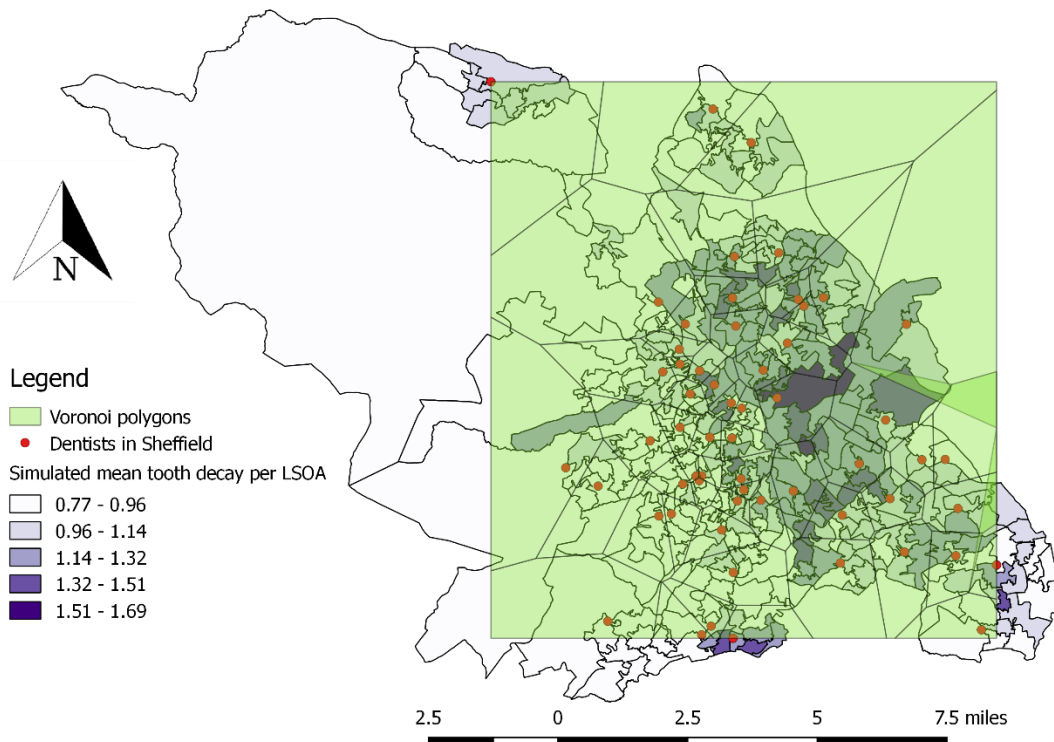 N
Legend
Voronoi polygons
Dentists in Sheffield
Simulated mean tooth decay per LSOA
0.77 - 0.96
0.96 - 1.14
1.14 - 1.32
1.32 - 1.51
1.51 - 1.69
2.5 0 2.5 5 7.5 miles